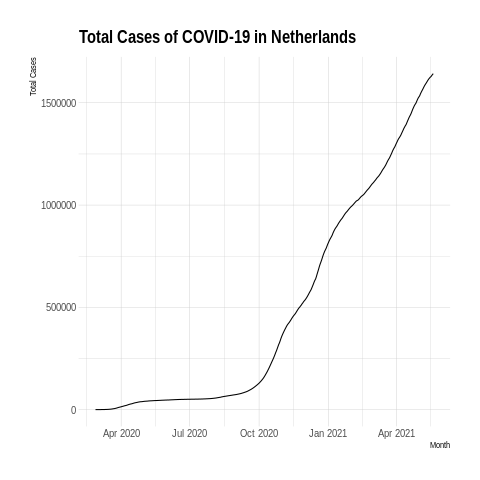 Total Cases of COVID-19 in Netherlands
Total Cases
1500000
1000000
500000
0
Apr 2020 Jul 2020 Oct 2020 Jan 2021 Apr 2021
Month